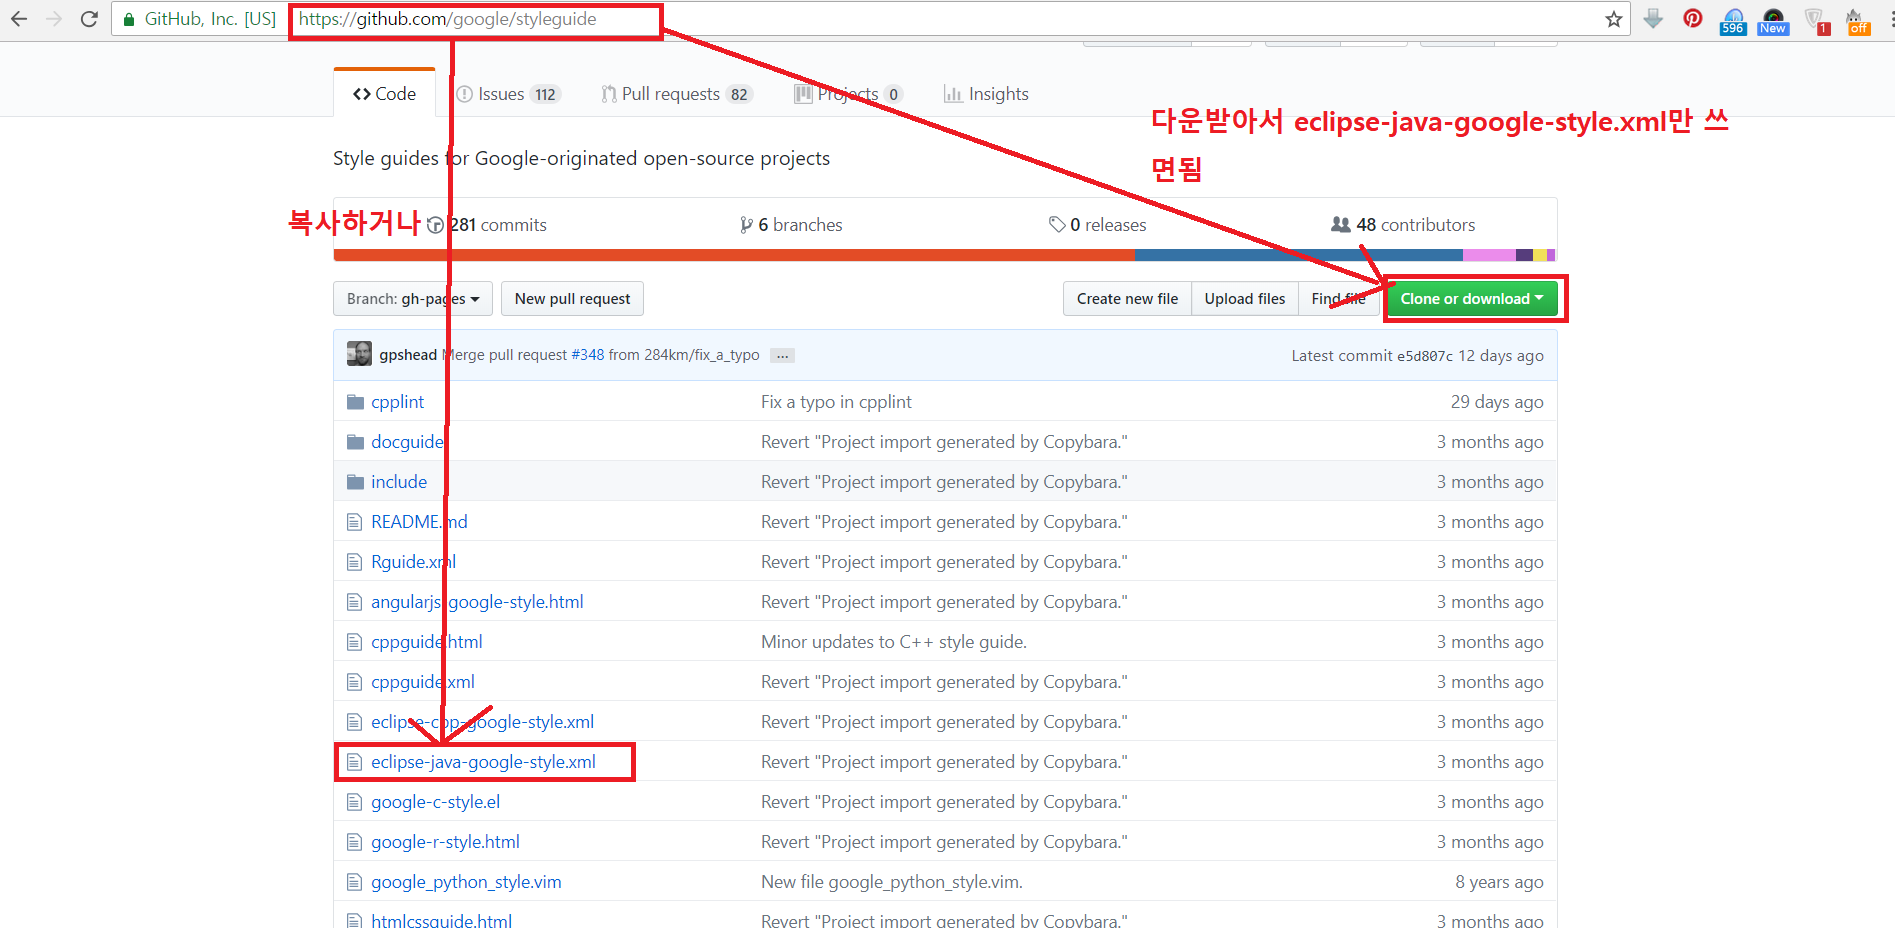 GitHub, Inc. [US] https://github.com/google/styleguide
596 New 1 off
Code Issues 112 Pull requests 82 Projects 0 Insights
다운받아서 eclipse-java-google-style.xml만 쓰
면됨
Style guides for Google-originated open-source projects
복사하거나 281 commits 6 branches 0 releases 48 contributors
Branch: gh-pages New pull request Create new file Upload files Find file Clone or download
gpshead Merge pull request #348 from 284km/fix_a_typo ... Latest commit e5d807c 12 days ago
cpplint Fix a typo in cpplint 29 days ago
docguide Revert "Project import generated by Copybara." 3 months ago
include Revert "Project import generated by Copybara." 3 months ago
README.md Revert "Project import generated by Copybara." 3 months ago
Rguide.xml Revert "Project import generated by Copybara." 3 months ago
angularjs-google-style.html Revert "Project import generated by Copybara." 3 months ago
cppguide.html Minor updates to C++ style guide. 3 months ago
cppguide.xml Revert "Project import generated by Copybara." 3 months ago
eclipse-cpp-google-style.xml Revert "Project import generated by Copybara." 3 months ago
eclipse-java-google-style.xml Revert "Project import generated by Copybara." 3 months ago
google-c-style.el Revert "Project import generated by Copybara." 3 months ago
google-r-style.html Revert "Project import generated by Copybara." 3 months ago
google_python_style.vim New file google_python_style.vim. 8 years ago
htmlcssguide.html Revert "Project import generated by Copybara." 3 months ago